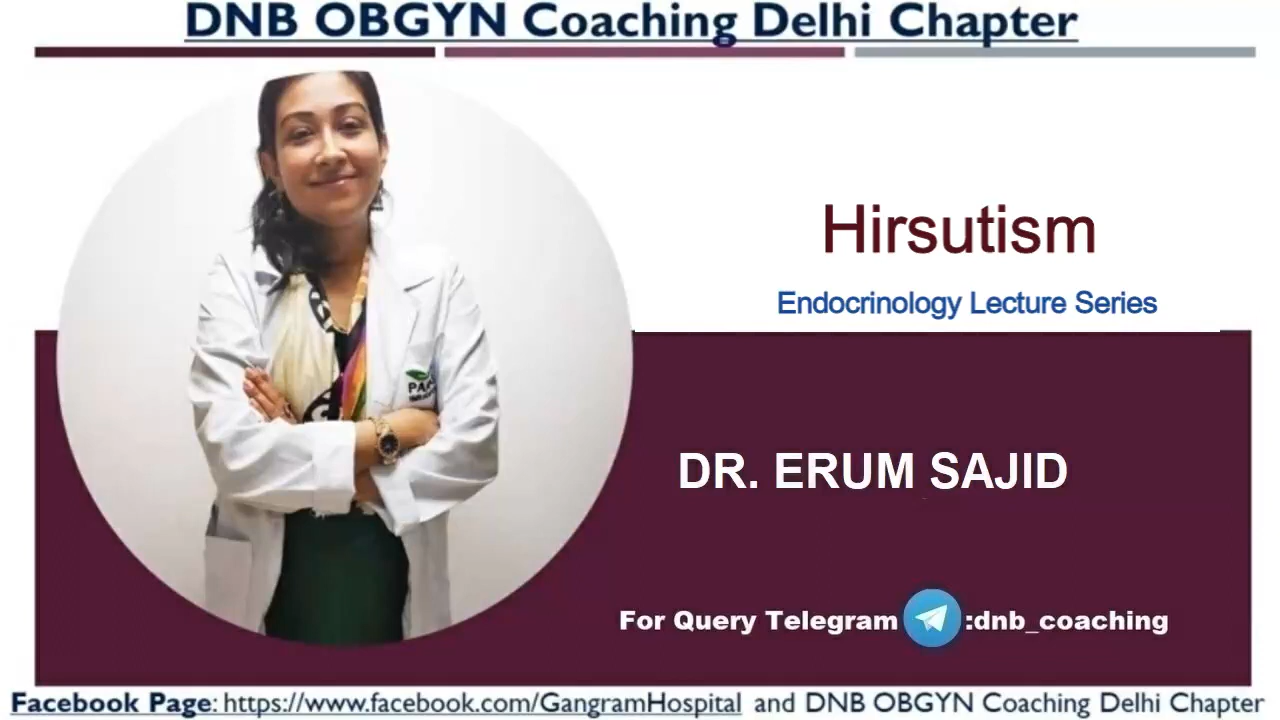 DNB OBGYN Coaching Delhi Chapter
Hirsutism
Endocrinology Lecture Series
DR. ERUM SAJID
For Query Telegram :dnb_coaching
Facebook Page: https://www.facebook.com/GangramHospital and DNB OBGYN Coaching Delhi Chapter